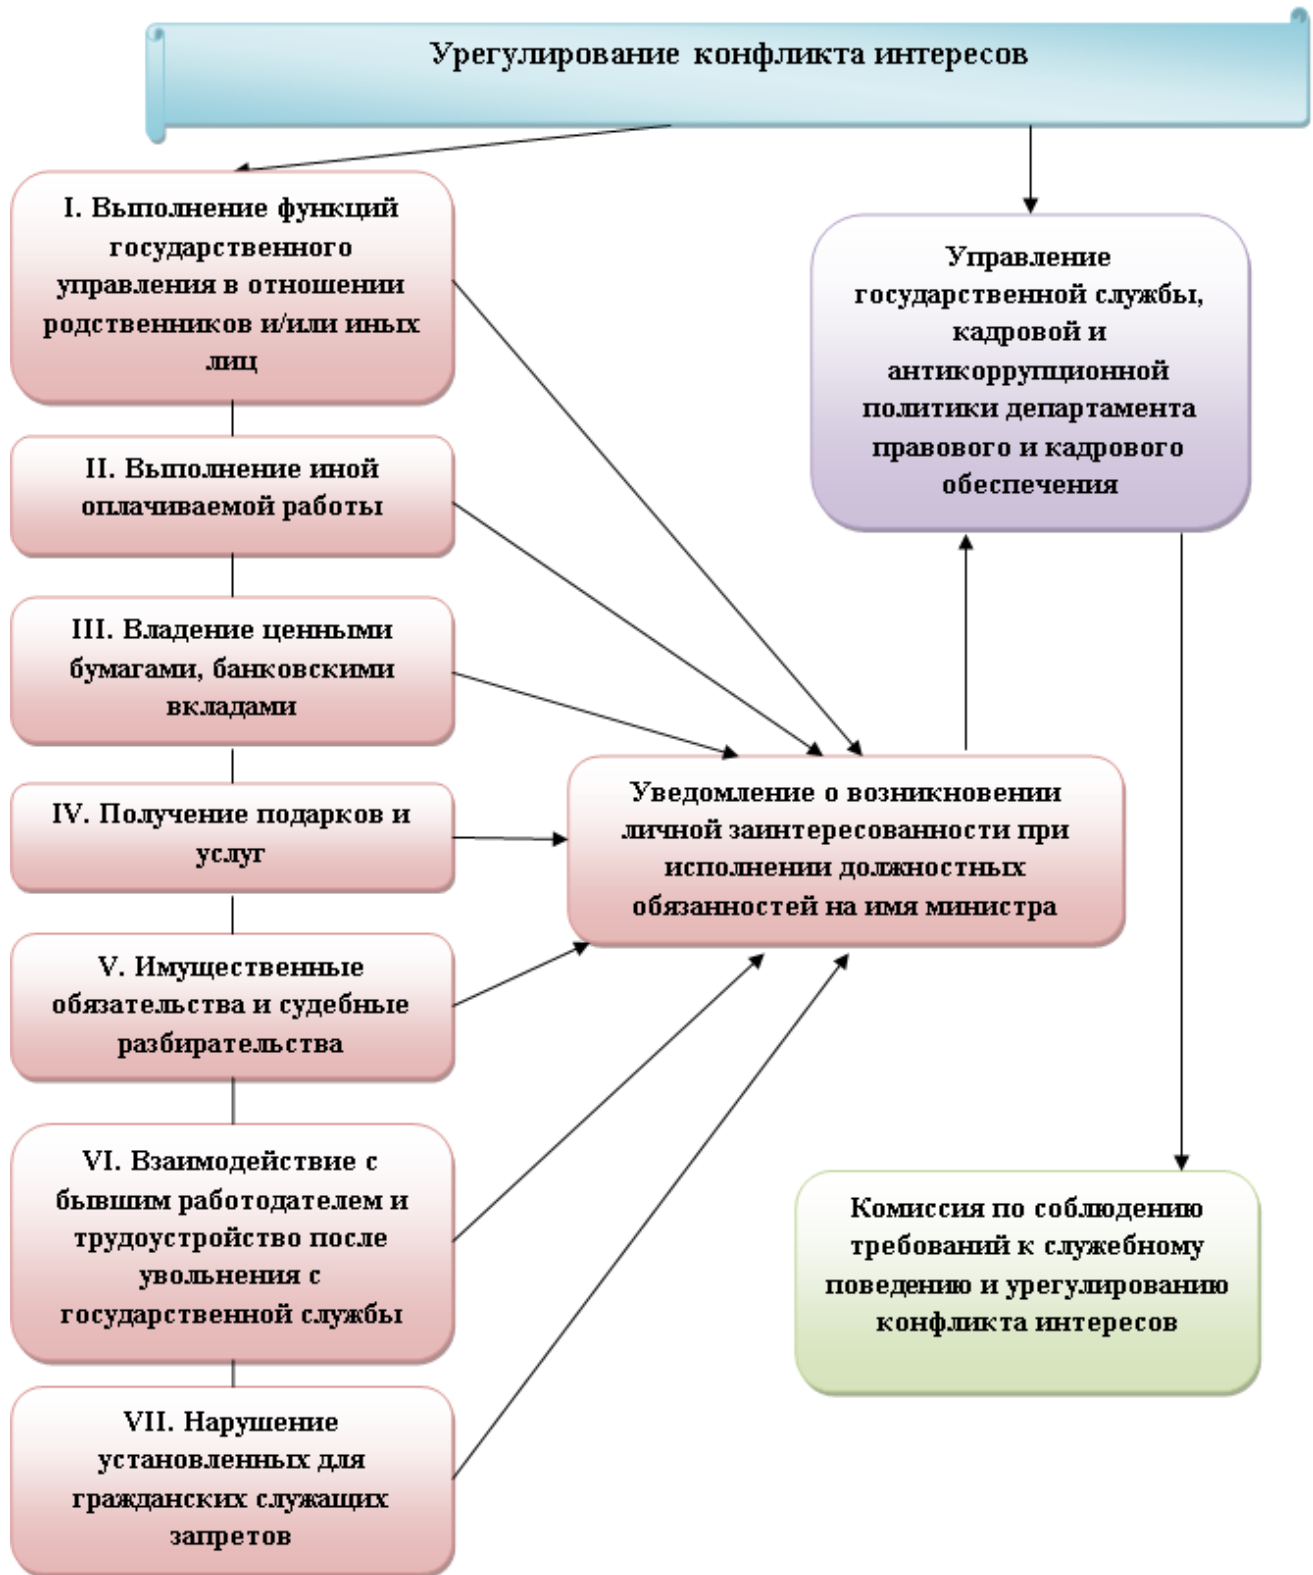 Урегулирование конфликта интересов
I. Выполнение функций
государственного
управления в отношении
родственников и/или иных
лиц
II. Выполнение иной
оплачиваемой работы
III. Владение ценными
бумагами, банковскими
вкладами
IV. Получение подарков и
услуг
V. Имущественные
обязательства и судебные
разбирательства
VI. Взаимодействие с
бывшим работодателем и
трудоустройство после
увольнения с
государственной службы
VII. Нарушение
установленных для
гражданских служащих
запретов
Уведомление о возникновении
личной заинтересованности при
исполнении должностных
обязанностей на имя министра
Управление
государственной службы,
кадровой и
антикоррупционной
политики департамента
правового и кадрового
обеспечения
Комиссия по соблюдению
требований к служебному
поведению и урегулированию
конфликта интересов